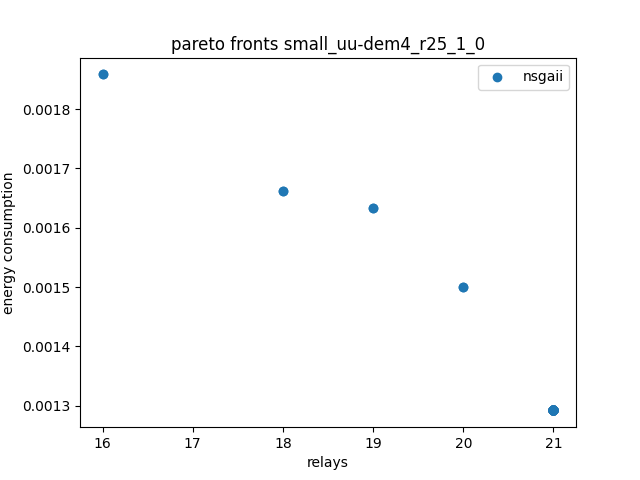 pareto fronts small_uu-dem4_r25_1_0
nsgaii
0.0018
0.0017
0.0016
0.0015
0.0014
0.0013
energy consumption
16 17 18 19 20 21
relays